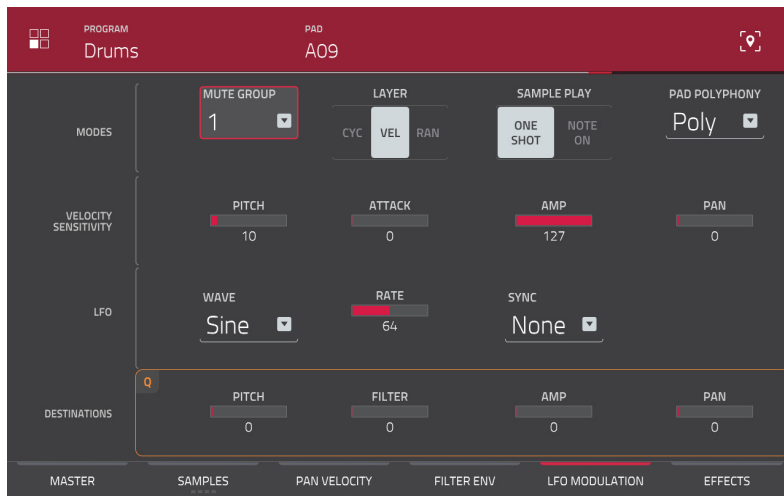 PROGRAM PAD
Drums A09
MUTE GROUP LAYER SAMPLE PLAY PAD POLYPHONY
MODES 1 CYC VEL RAN ONE SHOT NOTE ON Poly
PITCH ATTACK AMP PAN
VELOCITY SENSITIVITY
10 0 127 0
WAVE RATE SYNC
LFO Sine 64 None
Q
PITCH FILTER AMP PAN
DESTINATIONS
0 0 0 0
MASTER SAMPLES PAN VELOCITY FILTER ENV LFO MODULATION EFFECTS